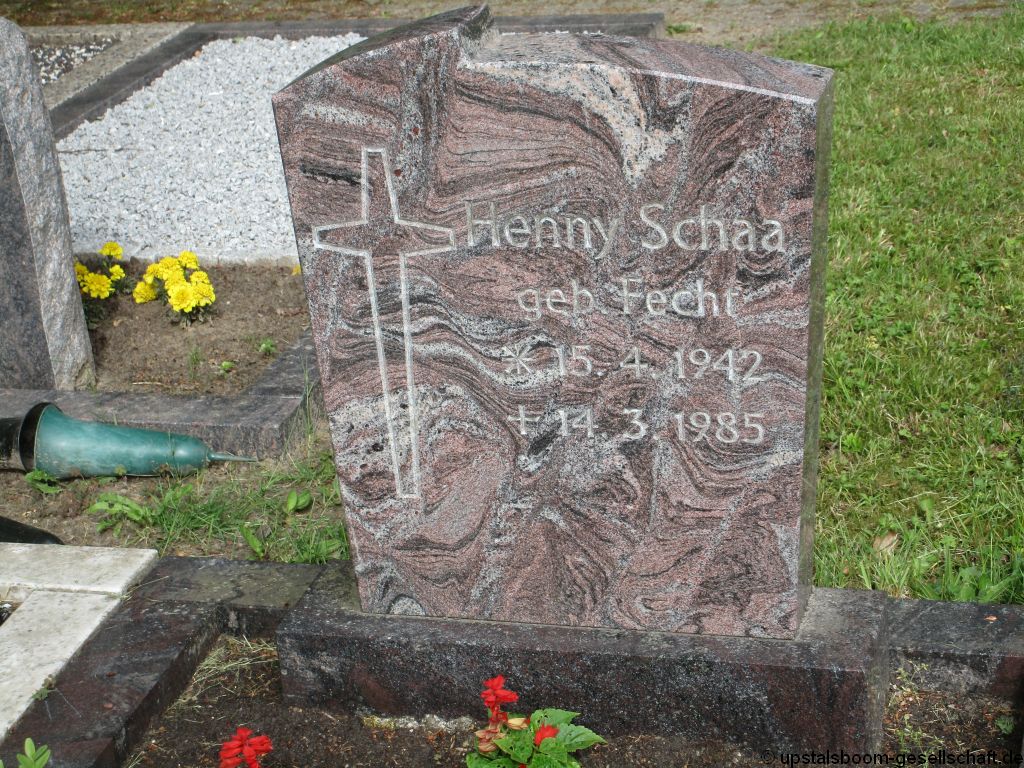 Henny Schaa
geb. Fecht
* 15. 4. 1942
✝ 14. 3. 1985
© upstalsboom-gesellschaft.de